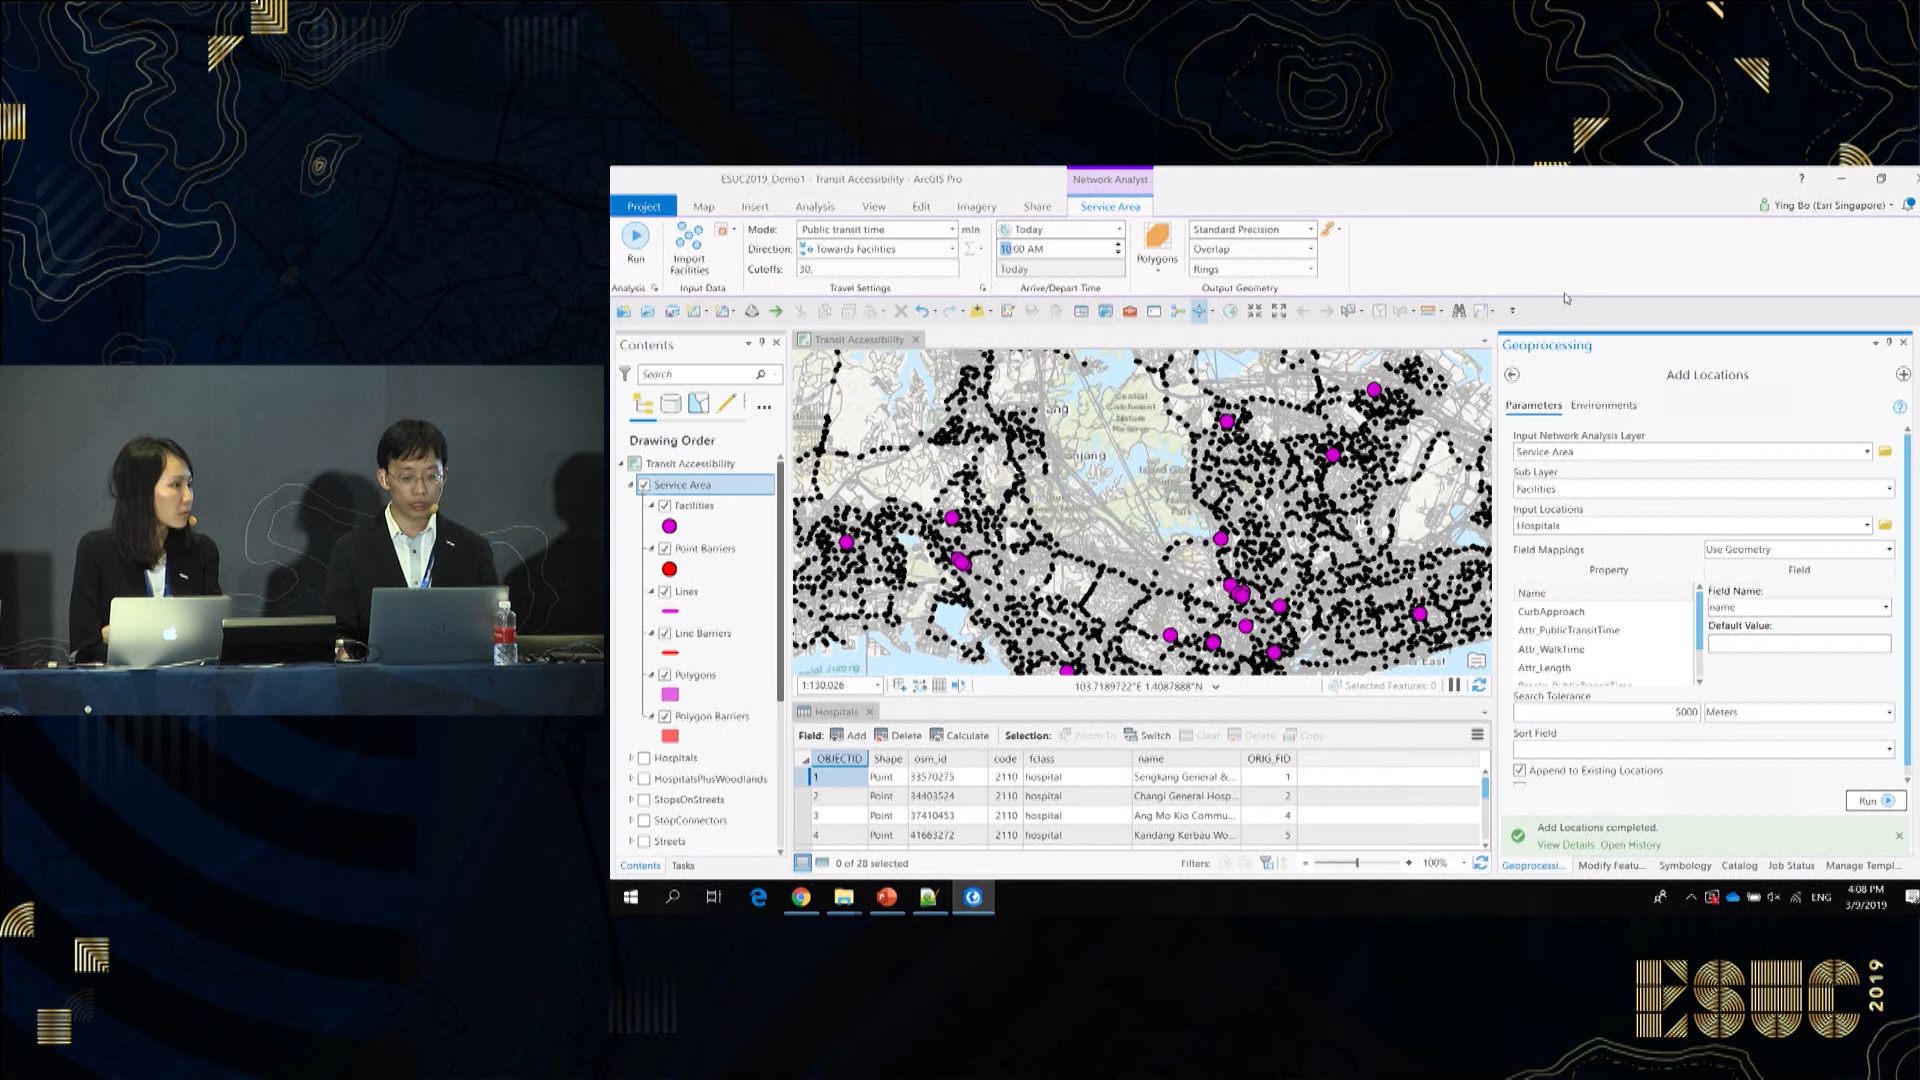 ESUC2019_Demo1 - Transit Accessibility - ArcGIS Pro
Network Analyst
?
Project
Map
Insert
Analysis
View
Edit
Imagery
Share
Service Area
Ying Bo (Esri Singapore)
Run
Import Facilities
Mode:
Public transit time
min
Direction:
Towards Facilities
Cutoffs:
30,
Today
10:00 AM
Today
Polygons
Standard Precision
Overlap
Rings
Analysis
Input Data
Travel Settings
Arrive/Depart Time
Output Geometry
Contents
Search
Drawing Order
Transit Accessibility
Service Area
Facilities
Point Barriers
Lines
Line Barriers
Polygons
Polygon Barriers
Hospitals
HospitalsPlusWoodlands
StopsOnStreets
StopConnectors
Streets
Contents
Tasks
Transit Accessibility
Central
Catchment
Nature
1:130,026
103.7189722°E 1.4087888°N
Selected Features: 0
Hospitals
Field:
Add
Delete
Calculate
Selection:
Zoom To
Switch
Clear
Delete
Copy
OBJECTID Shape osm_id code fclass name ORIG_FID
1 Point 33570275 2110 hospital Sengkang General &... 1
2 Point 34403524 2110 hospital Changi General Hosp... 2
3 Point 37410453 2110 hospital Ang Mo Kio Commu... 4
4 Point 41663272 2110 hospital Kandang Kerbau Wo... 5
0 of 28 selected
Filters:
100%
Geoprocessing
Add Locations
Parameters
Environments
Input Network Analysis Layer
Service Area
Sub Layer
Facilities
Input Locations
Hospitals
Field Mappings
Use Geometry
Property
Field
Name
CurbApproach
Attr_PublicTransitTime
Attr_WalkTime
Attr_Length
Field Name:
name
Default Value:
Search Tolerance
5000
Meters
Sort Field
Append to Existing Locations
Run
Add Locations completed.
View Details Open History
Geoprocessi...
Modify Featu...
Symbology
Catalog
Job Status
Manage Templ...
ENG
4:08 PM
3/9/2019
ESUC
2019